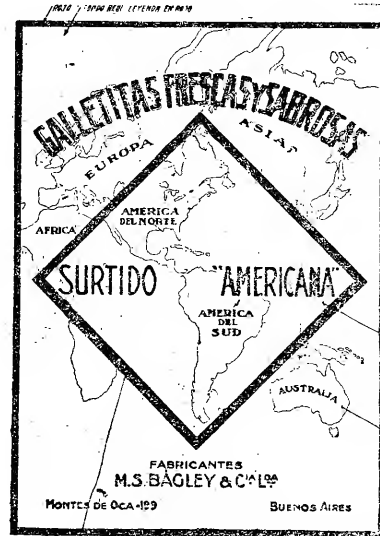 GALLETITAS FRESCAS Y SABROSAS
EUROPA
ASIA
AFRICA
AMERICA
DEL NORTE
SURTIDO "AMERICANA"
AMERICA
DEL
SUD
AUSTRALIA
FABRICANTES
M.S. BAGLEY & Cia Lda
MONTES DE OCA-199 BUENOS AIRES